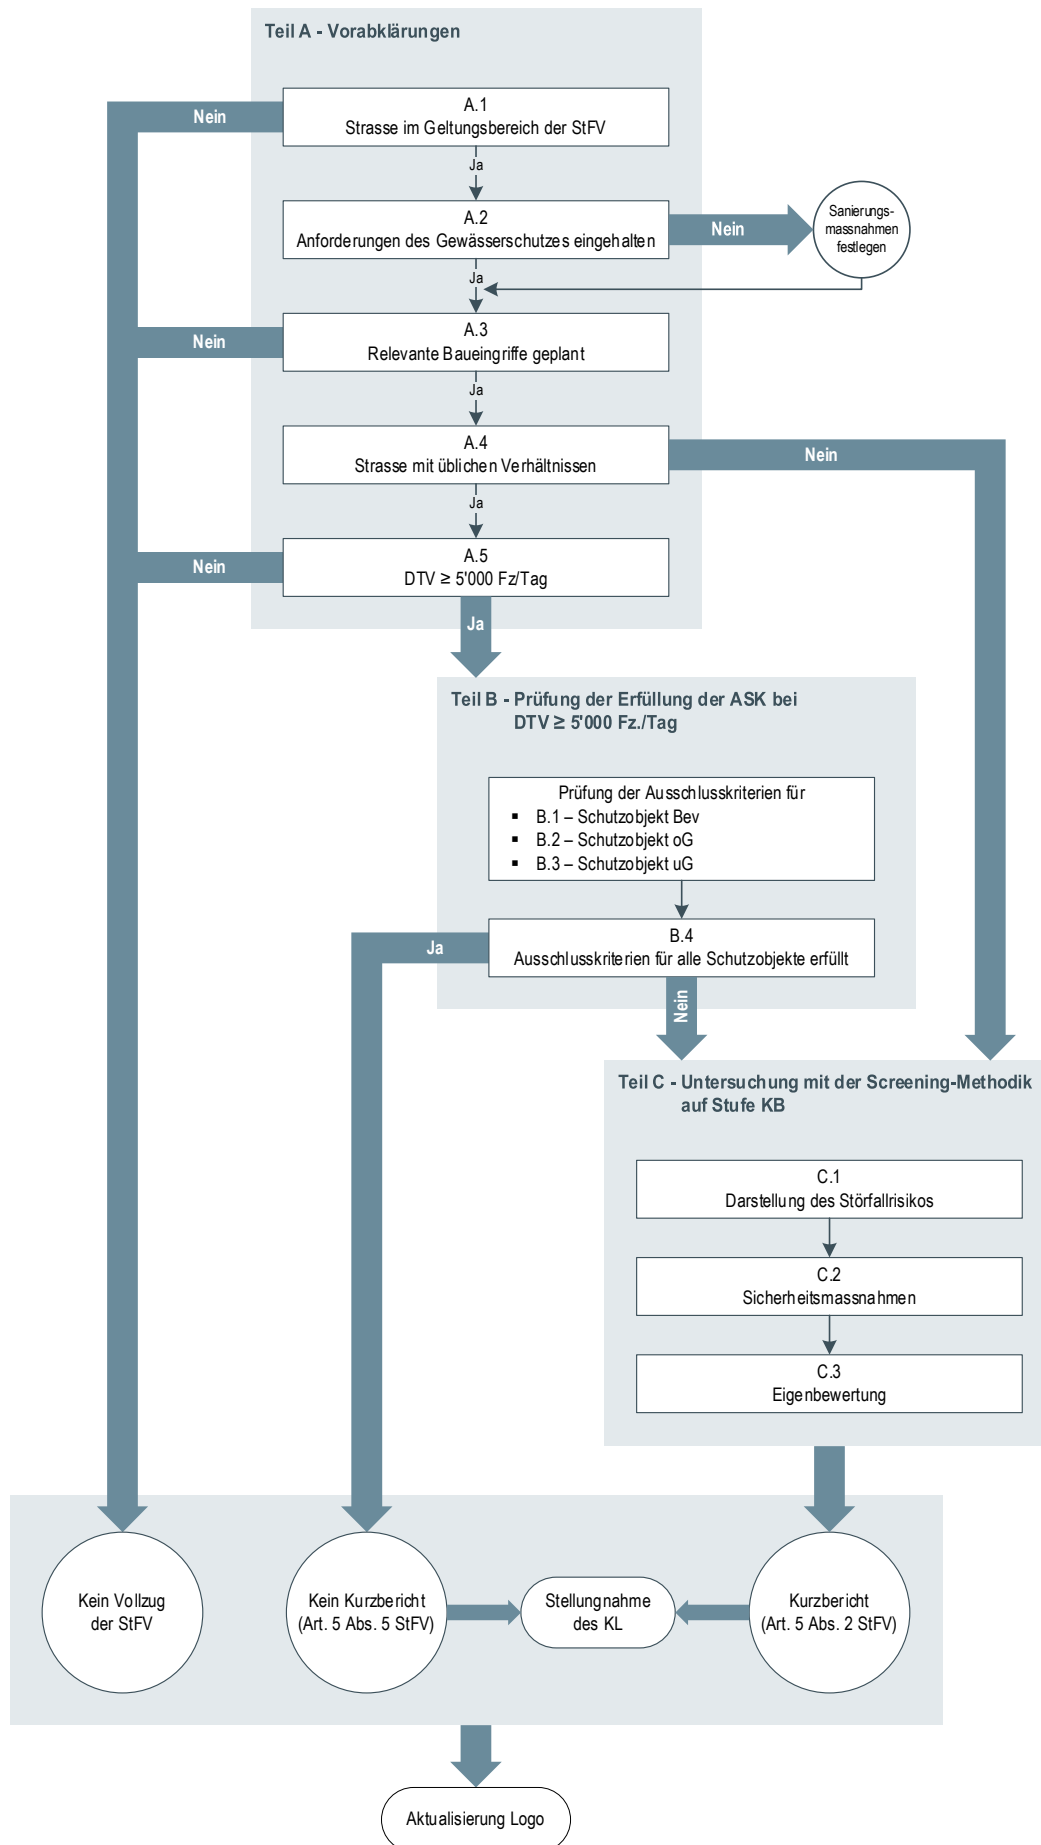 Teil A - Vorabklärungen
A.1
Strasse im Geltungsbereich der StFV
Nein
Ja
A.2
Anforderungen des Gewässerschutzes eingehalten
Nein
Sanierungs-
massnahmen
festlegen
Ja
A.3
Relevante Baueingriffe geplant
Nein
Ja
A.4
Strasse mit üblichen Verhältnissen
Nein
Ja
A.5
DTV ≥ 5'000 Fz/Tag
Nein
Ja
Teil B - Prüfung der Erfüllung der ASK bei
DTV ≥ 5'000 Fz./Tag
Prüfung der Ausschlusskriterien für
▪ B.1 – Schutzobjekt Bev
▪ B.2 – Schutzobjekt oG
▪ B.3 – Schutzobjekt uG
B.4
Ausschlusskriterien für alle Schutzobjekte erfüllt
Ja
Nein
Teil C - Untersuchung mit der Screening-Methodik
auf Stufe KB
C.1
Darstellung des Störfallrisikos
C.2
Sicherheitsmassnahmen
C.3
Eigenbewertung
Kein Vollzug
der StFV
Kein Kurzbericht
(Art. 5 Abs. 5 StFV)
Stellungnahme
des KL
Kurzbericht
(Art. 5 Abs. 2 StFV)
Aktualisierung Logo